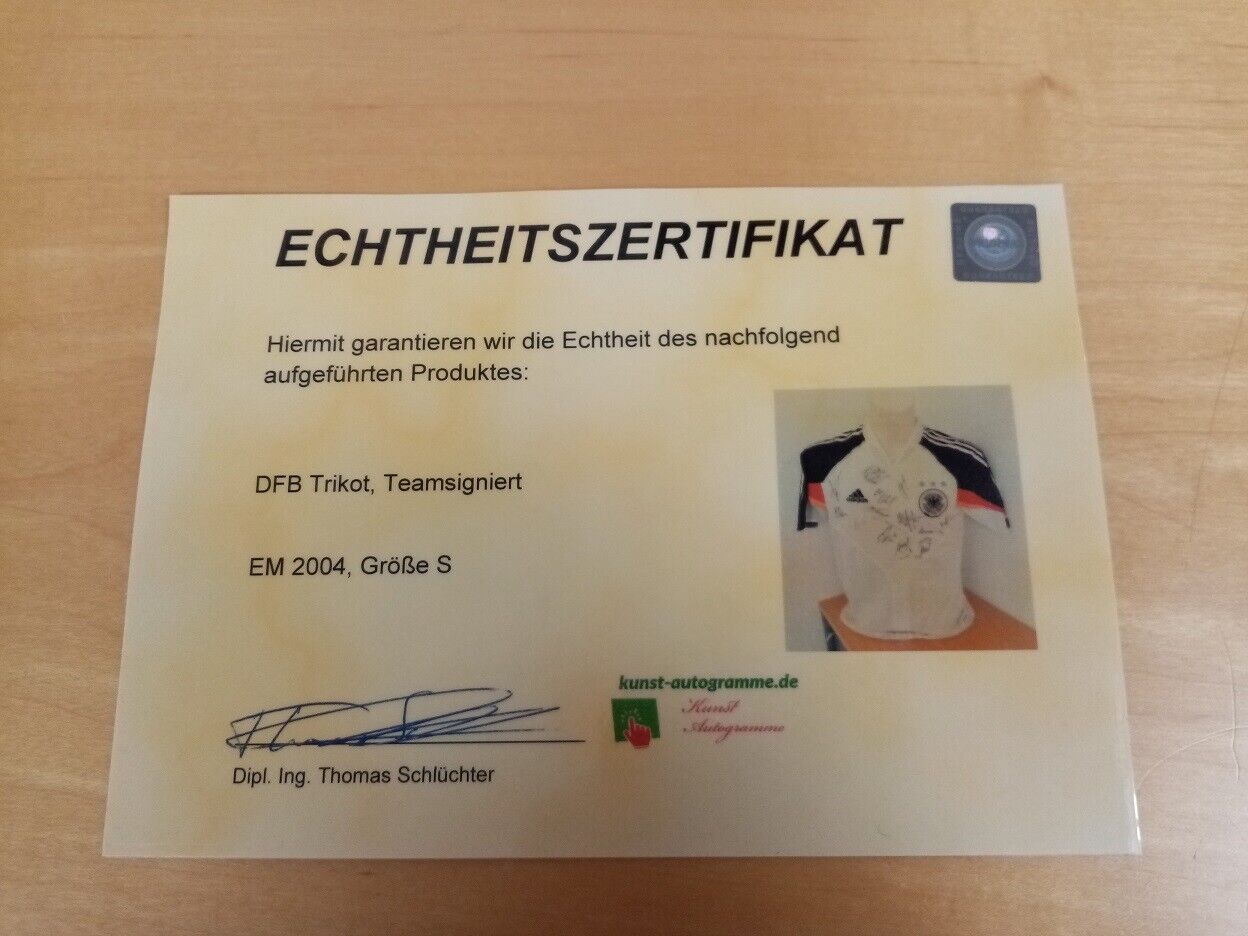 ECHTHEITSZERTIFIKAT
Hiermit garantieren wir die Echtheit des nachfolgend
aufgeführten Produktes:
DFB Trikot, Teamsigniert
EM 2004, Größe S
kunst-autogramme.de
Kunst
Autogramme
Dipl. Ing. Thomas Schlüchter